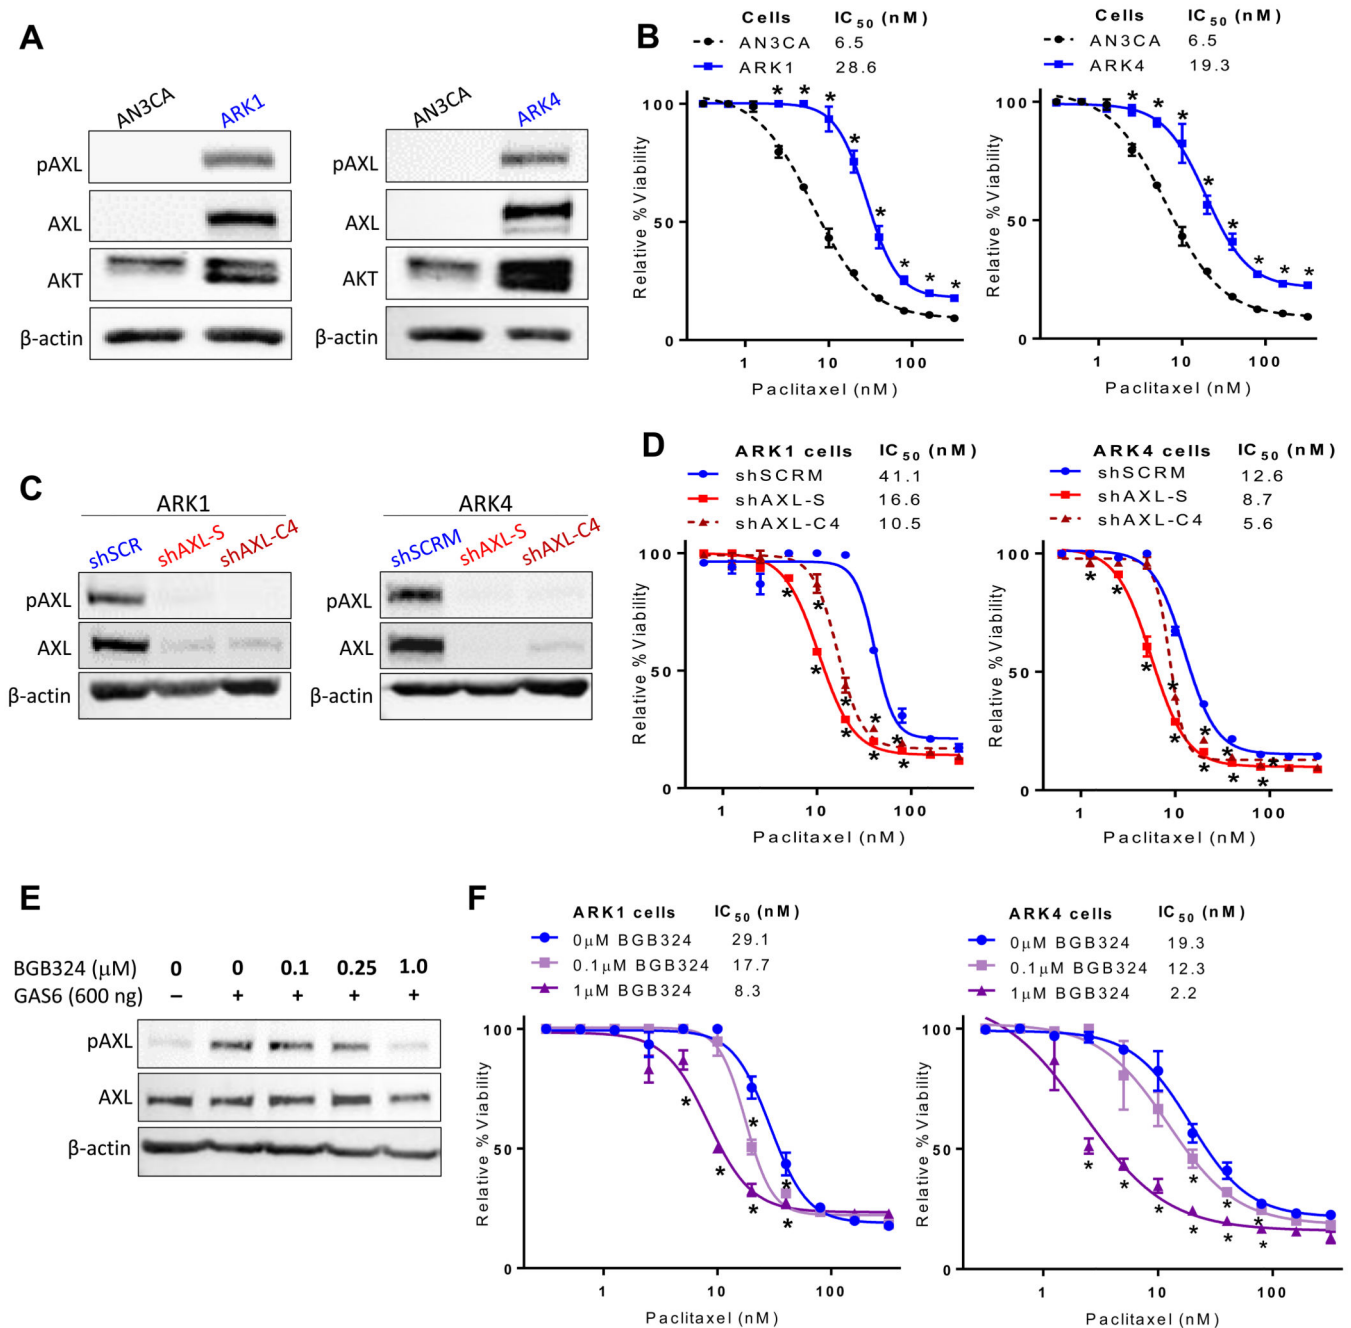 A
AN3CA ARK1
pAXL
AXL
AKT
β-actin
AN3CA ARK4
pAXL
AXL
AKT
β-actin
B
Cells IC50 (nM)
AN3CA 6.5
ARK1 28.6
Relative % Viability
100
50
0
* * * * * * * *
1 10 100
Paclitaxel (nM)
Cells IC50 (nM)
AN3CA 6.5
ARK4 19.3
Relative % Viability
100
50
0
* * * * * * * *
1 10 100
Paclitaxel (nM)
C
ARK1
shSCR shAXL-S shAXL-C4
pAXL
AXL
β-actin
ARK4
shSCRM shAXL-S shAXL-C4
pAXL
AXL
β-actin
D
ARK1 cells IC50 (nM)
shSCRM 41.1
shAXL-S 16.6
shAXL-C4 10.5
Relative % Viability
100
50
0
* * * * * * * * *
1 10 100
Paclitaxel (nM)
ARK4 cells IC50 (nM)
shSCRM 12.6
shAXL-S 8.7
shAXL-C4 5.6
Relative % Viability
100
50
0
* * * * * * * * * * *
1 10 100
Paclitaxel (nM)
E
BGB324 (μM) 0 0 0.1 0.25 1.0
GAS6 (600 ng) – + + + +
pAXL
AXL
β-actin
F
ARK1 cells IC50 (nM)
0μM BGB324 29.1
0.1μM BGB324 17.7
1μM BGB324 8.3
Relative % Viability
100
50
0
* * * * * *
1 10 100
Paclitaxel (nM)
ARK4 cells IC50 (nM)
0μM BGB324 19.3
0.1μM BGB324 12.3
1μM BGB324 2.2
Relative % Viability
100
50
0
* * * * * * * * *
1 10 100
Paclitaxel (nM)